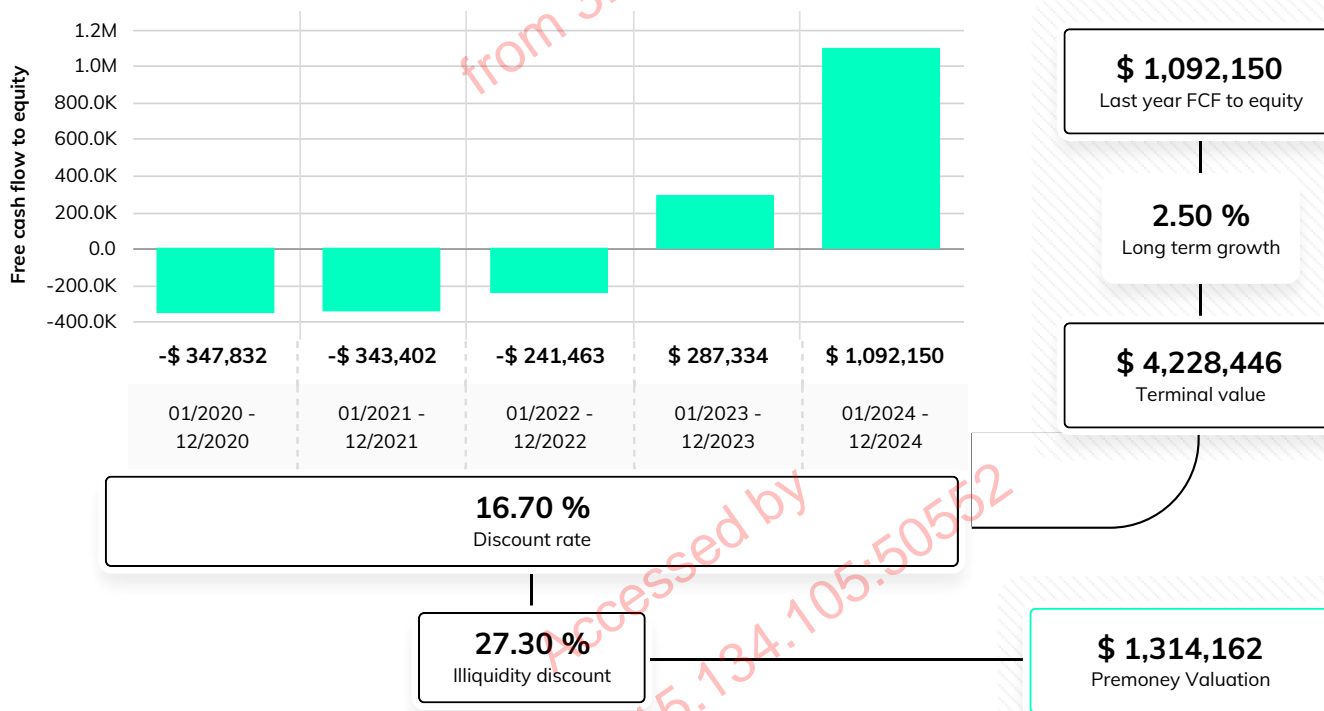 from 3
Free cash flow to equity
1.2M
1.0M
800.0K
600.0K
400.0K
200.0K
0.0
-200.0K
-400.0K
-$ 347,832
-$ 343,402
-$ 241,463
$ 287,334
$ 1,092,150
01/2020 -
12/2020
01/2021 -
12/2021
01/2022 -
12/2022
01/2023 -
12/2023
01/2024 -
12/2024
$ 1,092,150
Last year FCF to equity
2.50 %
Long term growth
$ 4,228,446
Terminal value
16.70 %
Discount rate
27.30 %
Illiquidity discount
$ 1,314,162
Premoney Valuation
Accessed by
15.134.105:50552